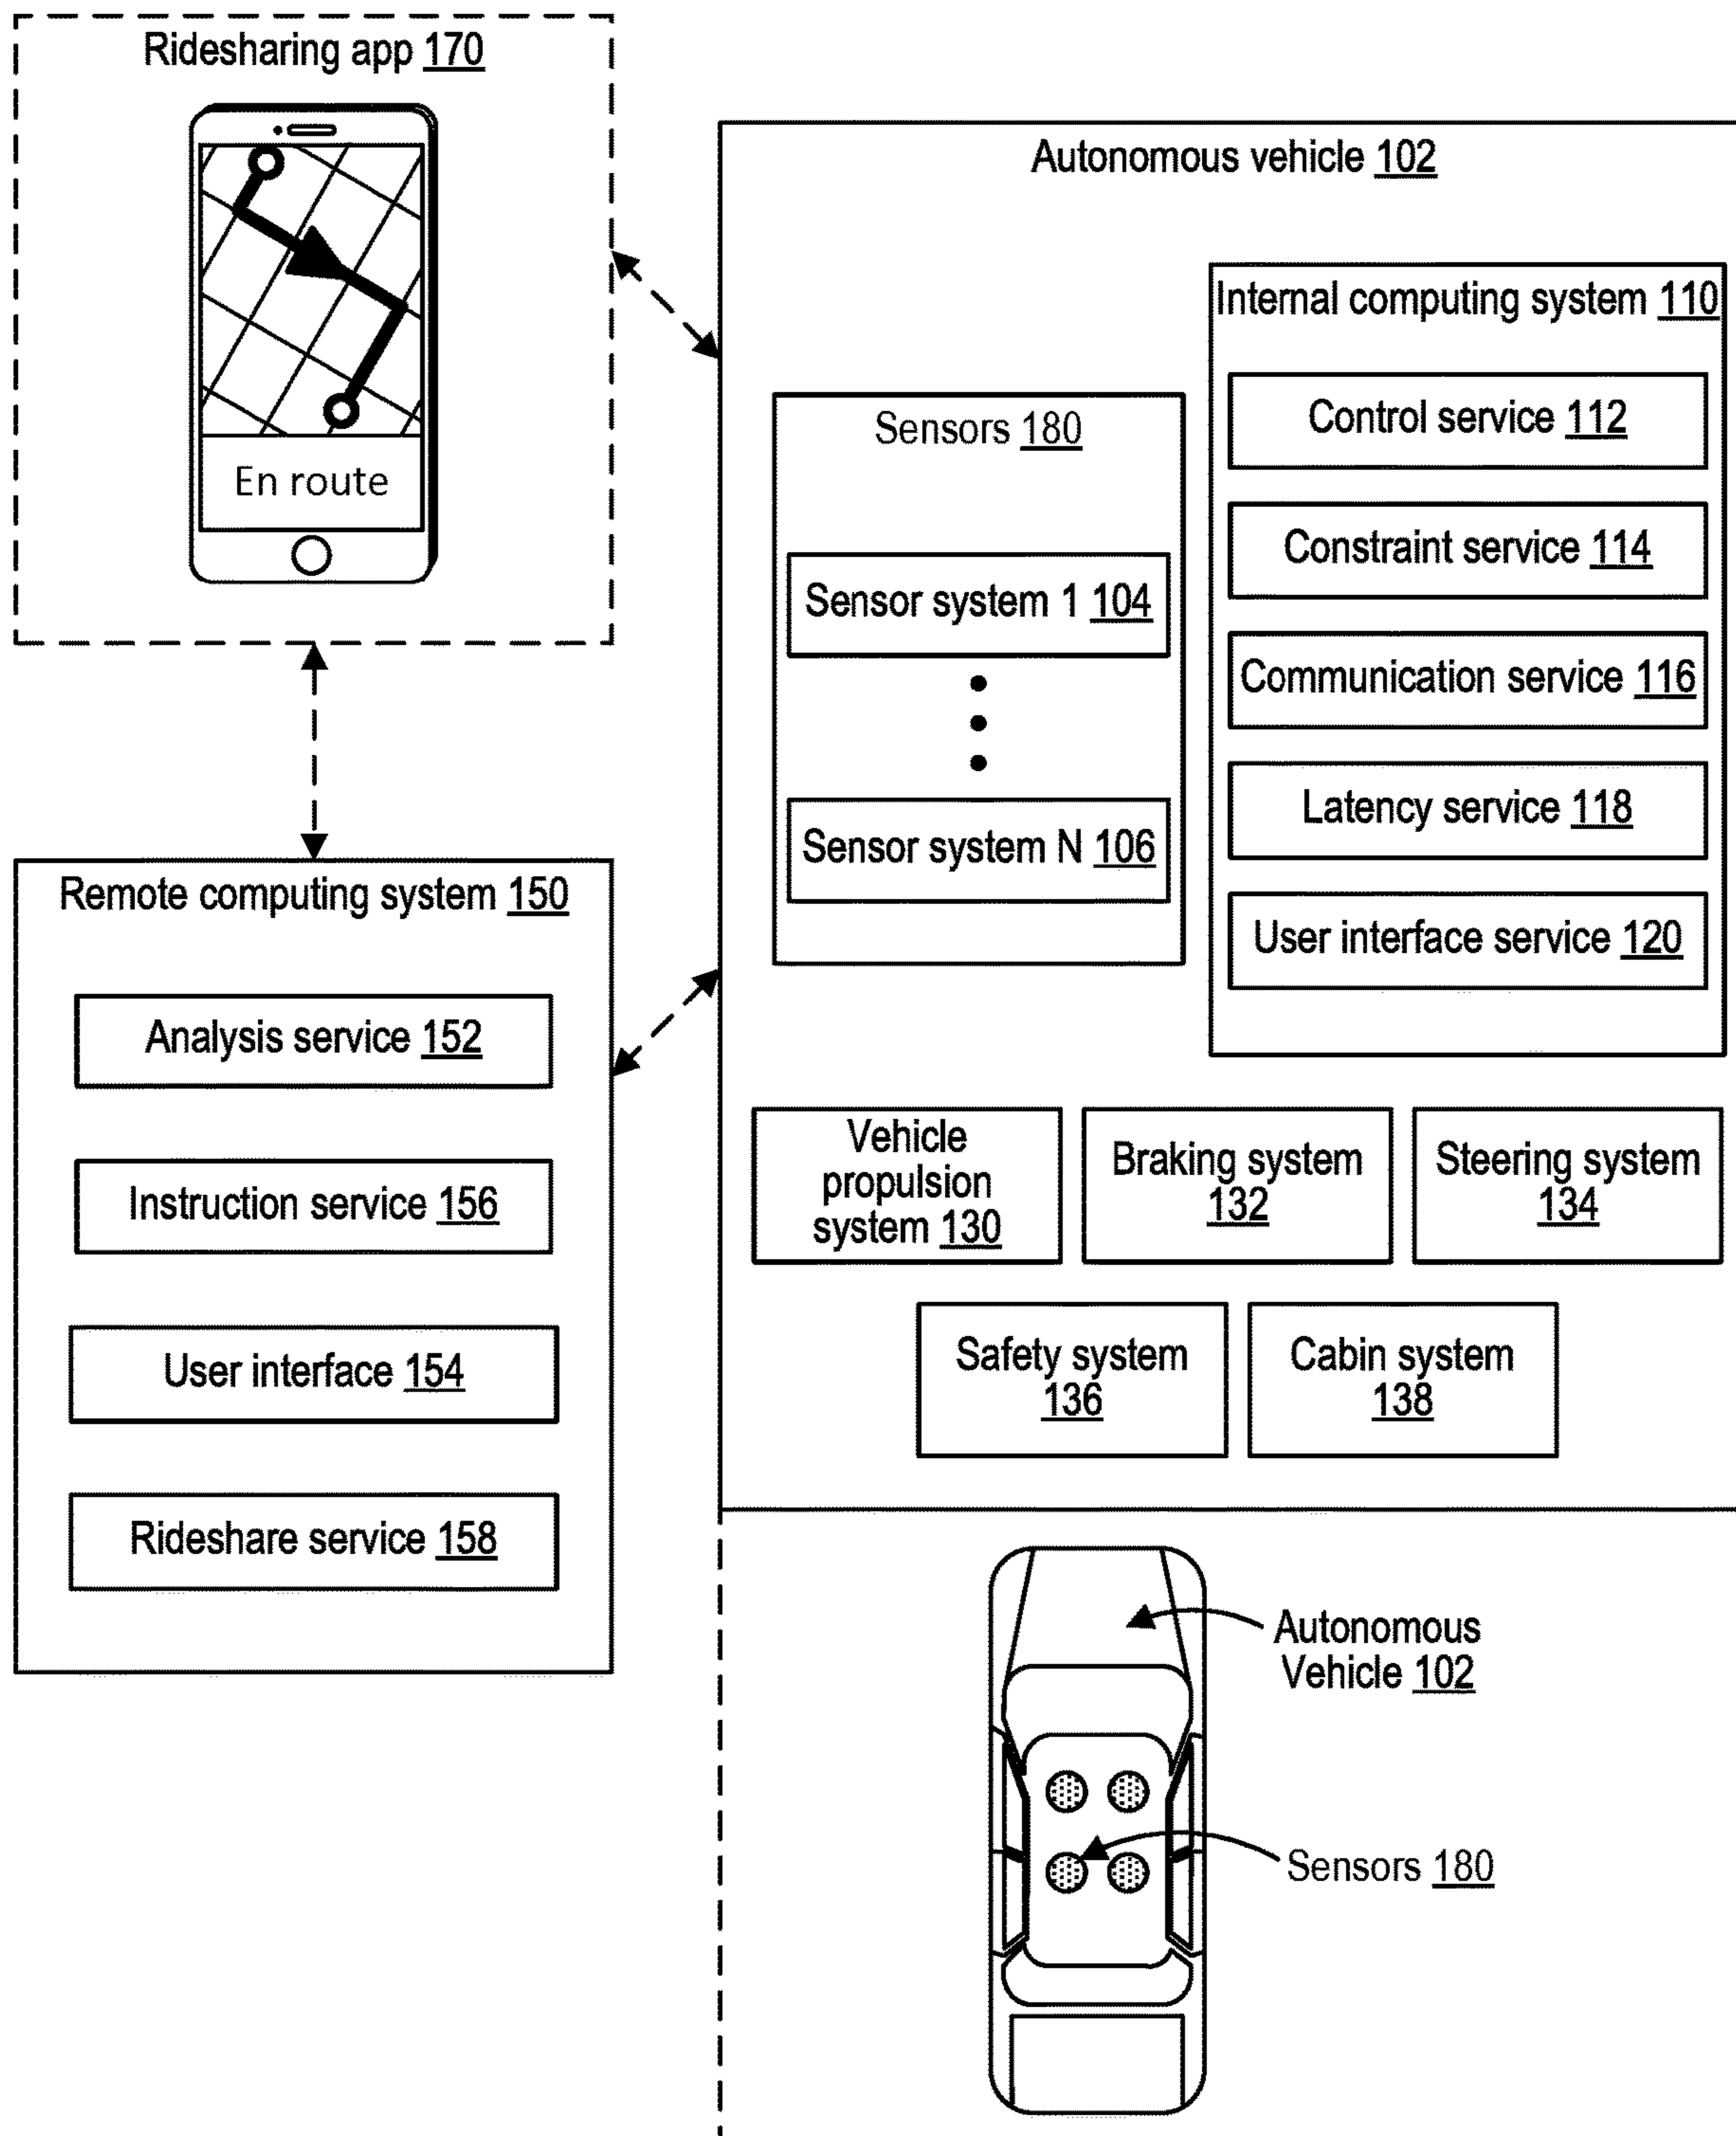 Ridesharing app 170
En route
Remote computing system 150
Analysis service 152
Instruction service 156
User interface 154
Rideshare service 158
Autonomous vehicle 102
Sensors 180
Sensor system 1 104
Sensor system N 106
Internal computing system 110
Control service 112
Constraint service 114
Communication service 116
Latency service 118
User interface service 120
Vehicle
propulsion
system 130
Braking system
132
Steering system
134
Safety system
136
Cabin system
138
Autonomous
Vehicle 102
Sensors 180